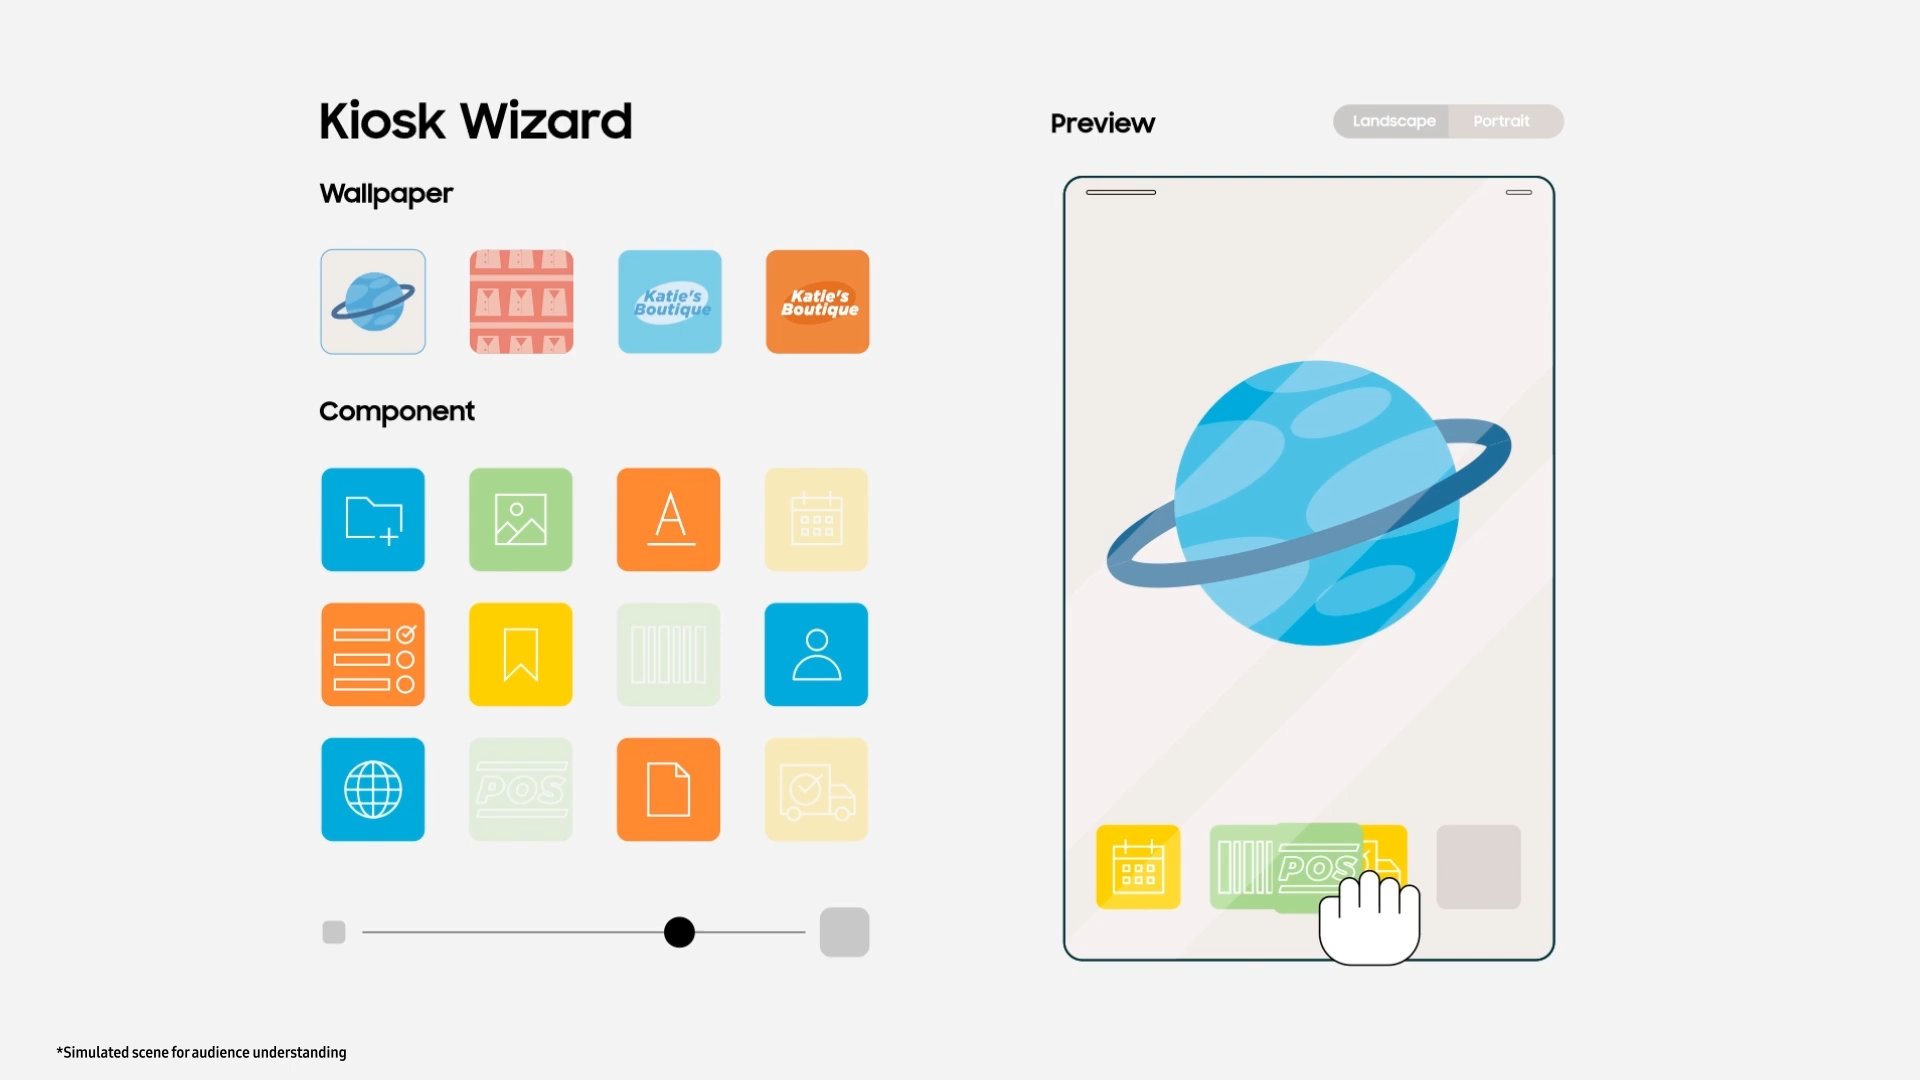 Kiosk Wizard
Wallpaper
Katie's
Boutique
Katie's
Boutique
Component
A
POS
Preview
Landscape
Portrait
POS
*Simulated scene for audience understanding